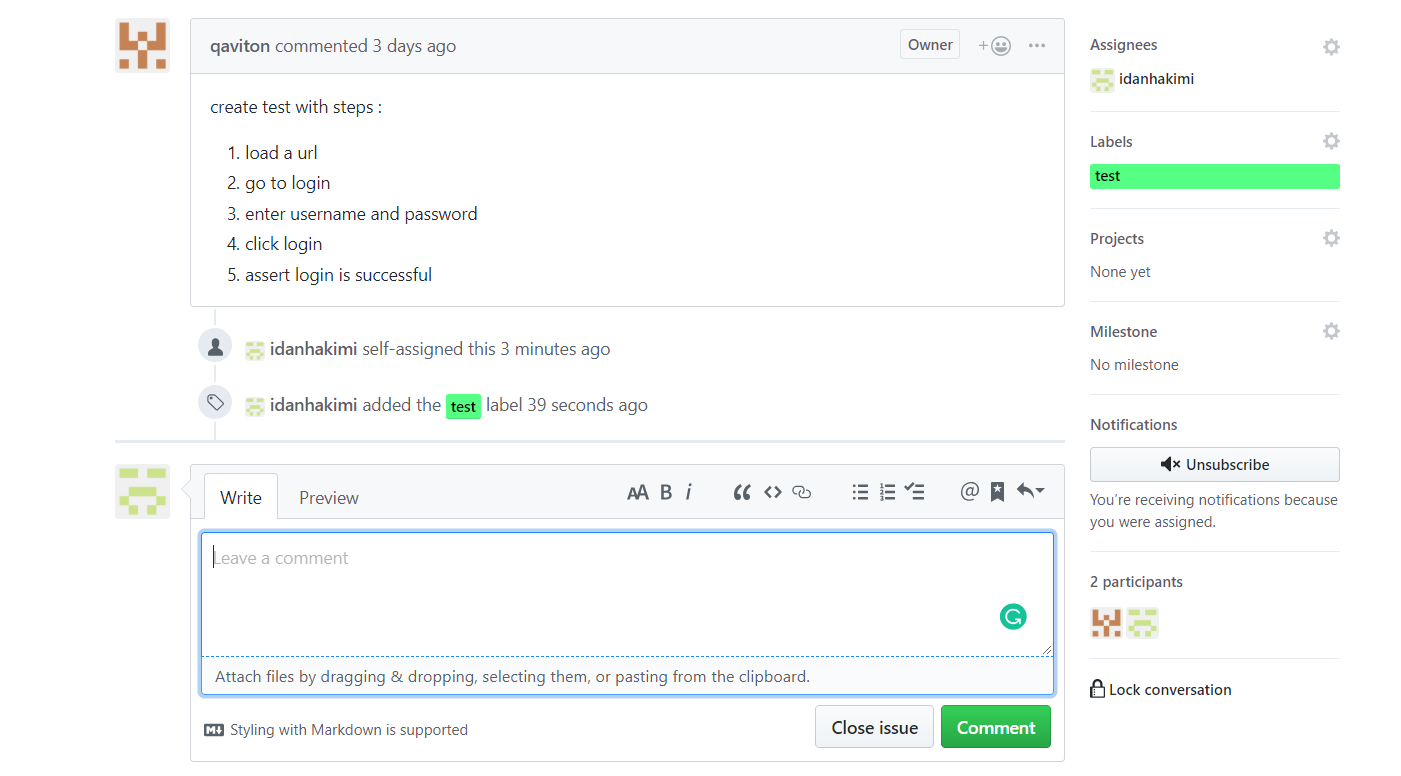 qaviton commented 3 days ago
Owner
create test with steps :
1. load a url
2. go to login
3. enter username and password
4. click login
5. assert login is successful
idanhakimi self-assigned this 3 minutes ago
idanhakimi added the test label 39 seconds ago
Write
Preview
AA B i
@
Leave a comment
Attach files by dragging & dropping, selecting them, or pasting from the clipboard.
Styling with Markdown is supported
Close issue
Comment
Assignees
idanhakimi
Labels
test
Projects
None yet
Milestone
No milestone
Notifications
Unsubscribe
You’re receiving notifications because
you were assigned.
2 participants
Lock conversation